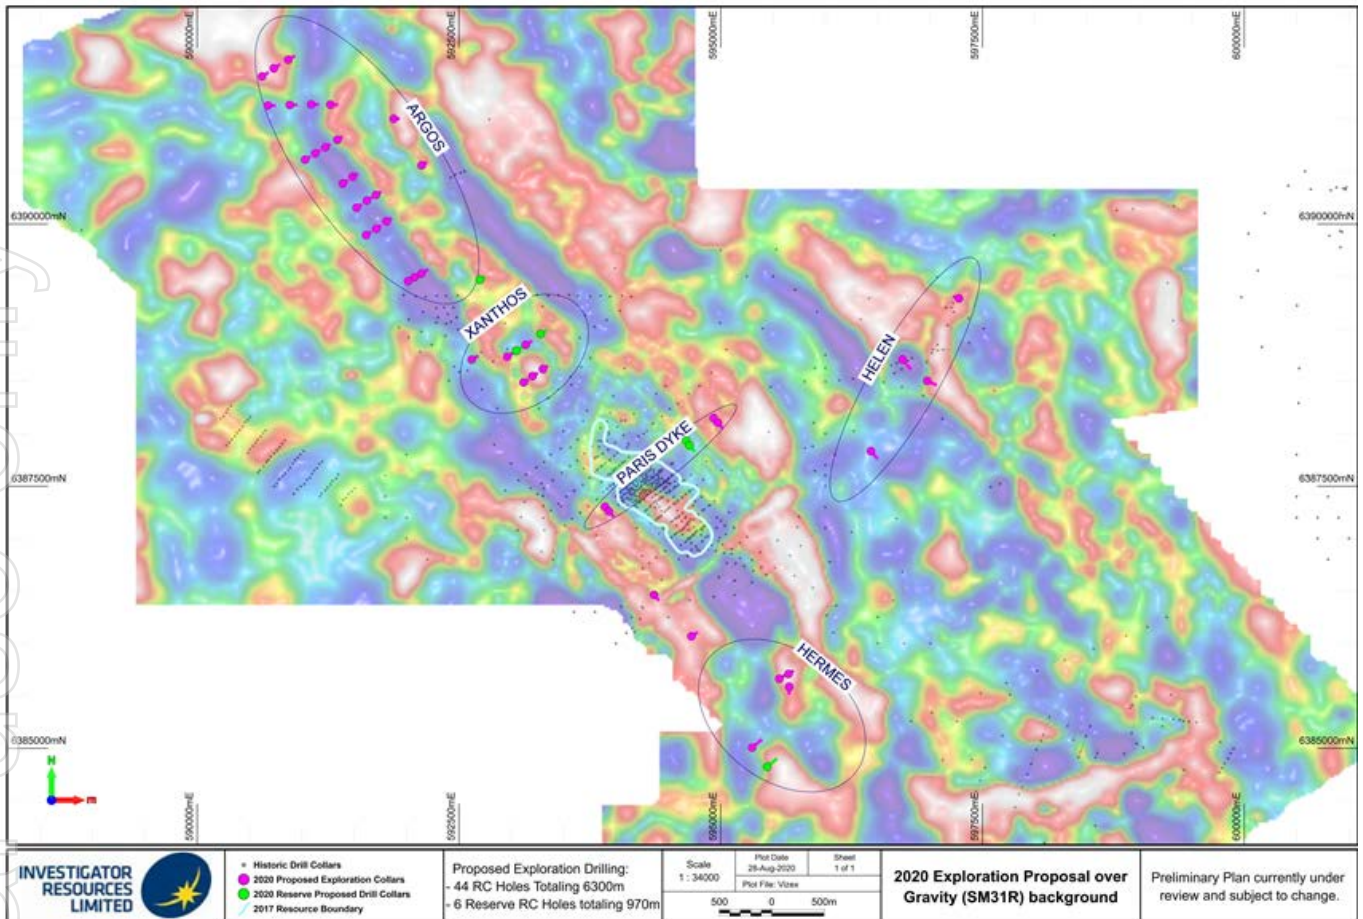 590000mE
592500mE
595000mE
597500mE
600000mE
ARGOS
6390000mN
6390000mN
XANTHOS
HELEN
PARIS DYKE
6387500mN
6387500mN
HERMES
6385000mN
6385000mN
N
E
590000mE
592500mE
595000mE
597500mE
600000mE
INVESTIGATOR
RESOURCES
LIMITED
Historic Drill Collars
2020 Proposed Exploration Collars
2020 Reserve Proposed Drill Collars
2017 Resource Boundary
Proposed Exploration Drilling:
- 44 RC Holes Totaling 6300m
- 6 Reserve RC Holes totaling 970m
Scale
1 : 34000
Plot Date
28-Aug-2020
Sheet
1 of 1
Plot File: Vizex
500 0 500m
2020 Exploration Proposal over
Gravity (SM31R) background
Preliminary Plan currently under
review and subject to change.